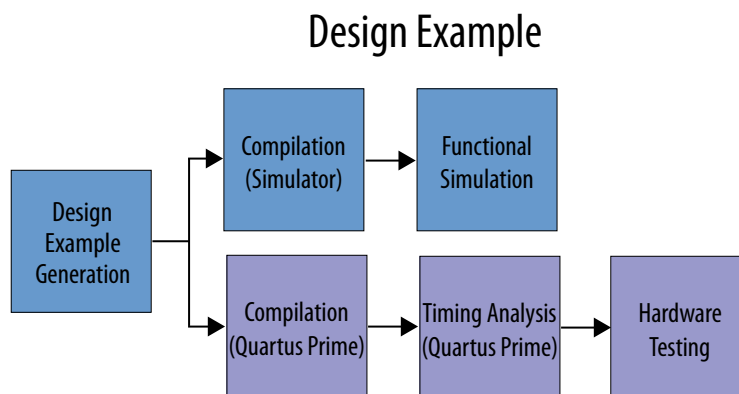 Design Example
Design
Example
Generation
Compilation
(Simulator)
Functional
Simulation
Compilation
(Quartus Prime)
Timing Analysis
(Quartus Prime)
Hardware
Testing